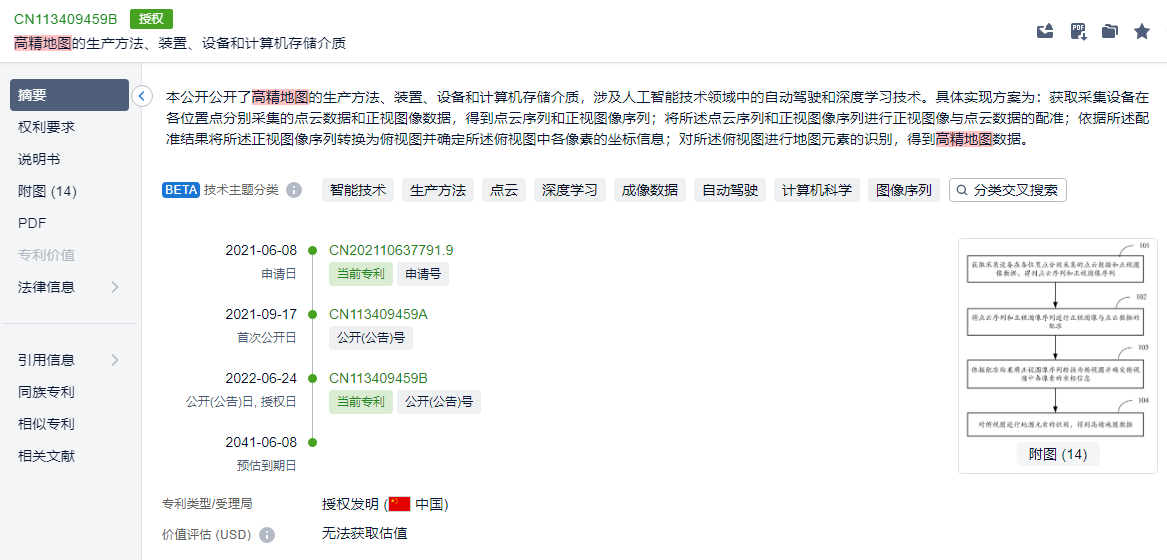 CN113409459B 授权
高精地图的生产方法、装置、设备和计算机存储介质
PDF
摘要
权利要求
说明书
附图 (14)
PDF
专利价值
法律信息
引用信息
同族专利
相似专利
相关文献
本公开公开了高精地图的生产方法、装置、设备和计算机存储介质，涉及人工智能技术领域中的自动驾驶和深度学习技术。具体实现方案为：获取采集设备在
各位置点分别采集的点云数据和正视图像数据，得到点云序列和正视图像序列；将所述点云序列和正视图像序列进行正视图像与点云数据的配准；依据所述配
准结果将所述正视图像序列转换为俯视图并确定所述俯视图中各像素的坐标信息；对所述俯视图进行地图元素的识别，得到高精地图数据。
BETA 技术主题分类 智能技术 生产方法 点云 深度学习 成像数据 自动驾驶 计算机科学 图像序列 分类交叉搜索
2021-06-08 CN202110637791.9
申请日 当前专利 申请号
2021-09-17 CN113409459A
首次公开日 公开(公告)号
2022-06-24 CN113409459B
公开(公告)日, 授权日 当前专利 公开(公告)号
2041-06-08
预估到期日
专利类型/受理局 授权发明 (中国)
价值评估 (USD) 无法获取估值
101
获取采集设备在各位置点分别采集的点云数据和正视图
像数据，得到点云序列和正视图像序列
102
将点云序列和正视图像序列进行正视图像与点云数据的
配准
103
依据配准结果将正视图像序列转换为俯视图并确定俯视
图中各像素的坐标信息
104
对俯视图进行地图元素的识别，得到高精地图数据
附图 (14)